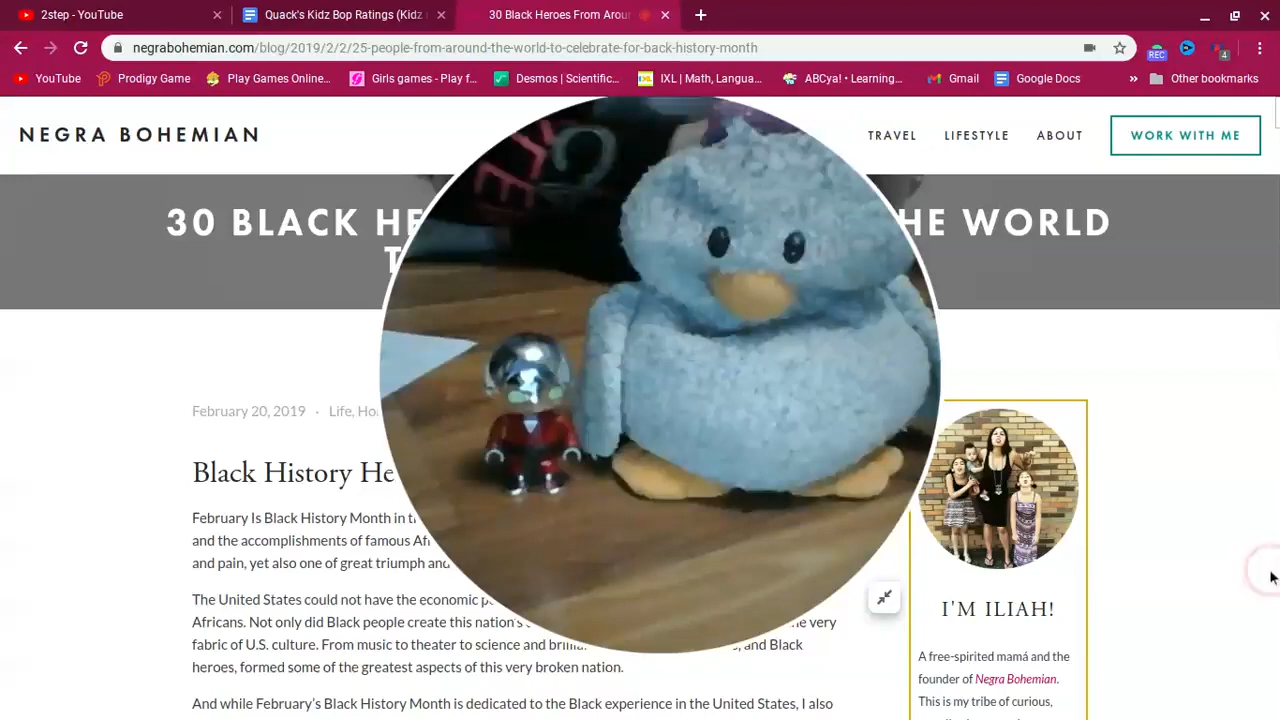 2step - YouTube
Quack's Kidz Bop Ratings (Kidz
30 Black Heroes From Arou
negrabohemian.com/blog/2019/2/2/25-people-from-around-the-world-to-celebrate-for-back-history-month
REC
4
YouTube
Prodigy Game
Play Games Online...
Girls games - Play f...
Desmos | Scientific...
IXL | Math, Langua...
ABCya! • Learning...
Gmail
Google Docs
»
Other bookmarks
NEGRA BOHEMIAN
TRAVEL
LIFESTYLE
ABOUT
WORK WITH ME
30 BLACK HE HE WORLD
T
February 20, 2019 · Life, Ho
Black History He
February Is Black History Month in t
and the accomplishments of famous Af
and pain, yet also one of great triumph and
The United States could not have the economic p
Africans. Not only did Black people create this nation's the very
fabric of U.S. culture. From music to theater to science and and Black
heroes, formed some of the greatest aspects of this very broken nation.
And while February's Black History Month is dedicated to the Black experience in the United States, I also
I'M ILIAH!
A free-spirited mamá and the
founder of Negra Bohemian.
This is my tribe of curious,